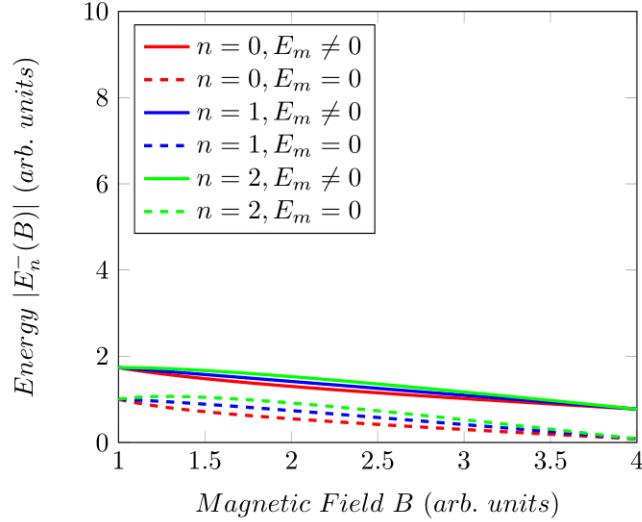 10
8
6
4
2
0
Energy |E_n^-(B)| (arb. units)
n = 0, E_m ≠ 0
n = 0, E_m = 0
n = 1, E_m ≠ 0
n = 1, E_m = 0
n = 2, E_m ≠ 0
n = 2, E_m = 0
1 1.5 2 2.5 3 3.5 4
Magnetic Field B (arb. units)